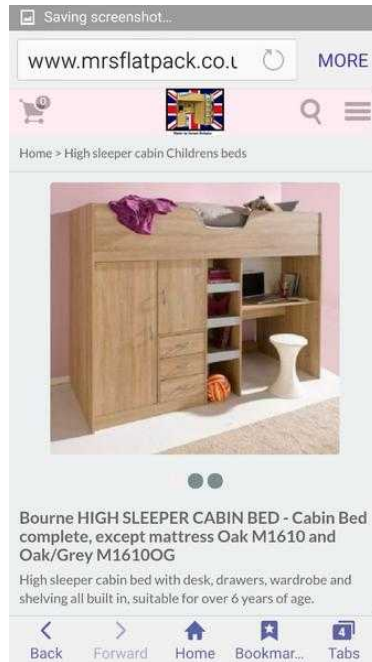 Saving screenshot...
www.mrsflatpack.co.u
MORE
0
Home > High sleeper cabin Childrens beds
Bourne HIGH SLEEPER CABIN BED - Cabin Bed
complete, except mattress Oak M1610 and
Oak/Grey M1610OG
High sleeper cabin bed with desk, drawers, wardrobe and
shelving all built in, suitable for over 6 years of age.
4
Back Forward Home Bookmar... Tabs